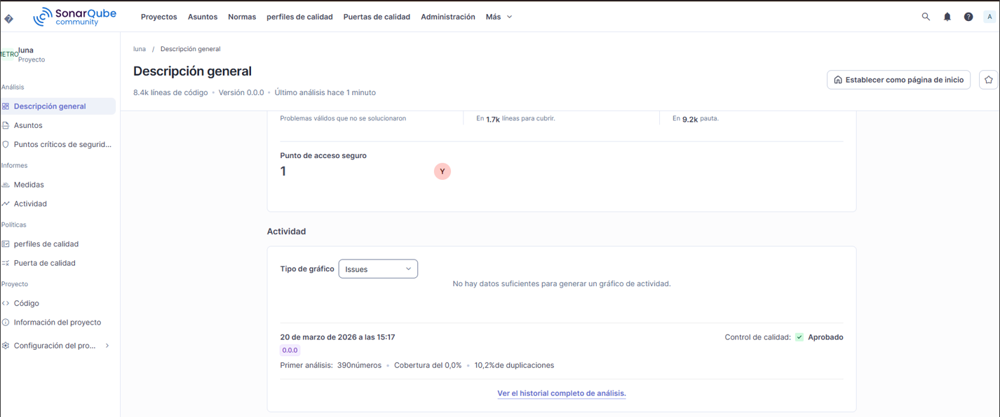 SonarQube
community
Proyectos Asuntos Normas perfiles de calidad Puertas de calidad Administración Más
?
A
METRO
luna
Proyecto
luna / Descripción general
Descripción general
8.4k líneas de código • Versión 0.0.0 • Último análisis hace 1 minuto
Establecer como página de inicio
Análisis
Descripción general
Asuntos
Puntos críticos de segurid...
Informes
Medidas
Actividad
Políticas
perfiles de calidad
Puerta de calidad
Proyecto
Código
Información del proyecto
Configuración del pro...
Problemas válidos que no se solucionaron
En 1.7k líneas para cubrir.
En 9.2k pauta.
Punto de acceso seguro
1
Y
Actividad
Tipo de gráfico Issues
No hay datos suficientes para generar un gráfico de actividad.
20 de marzo de 2026 a las 15:17
Control de calidad: Aprobado
0.0.0
Primer análisis: 390números • Cobertura del 0,0% • 10,2%de duplicaciones
Ver el historial completo de análisis.